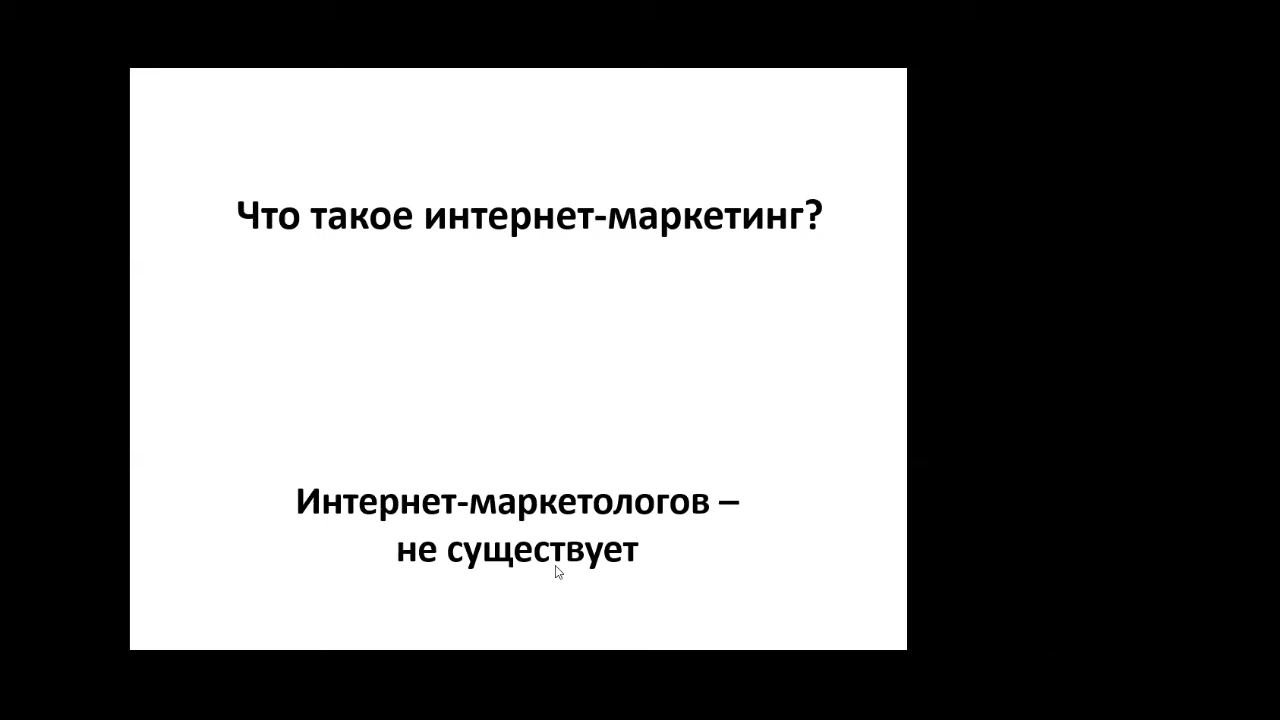 Что такое интернет-маркетинг?
Интернет-маркетологов –
не существует